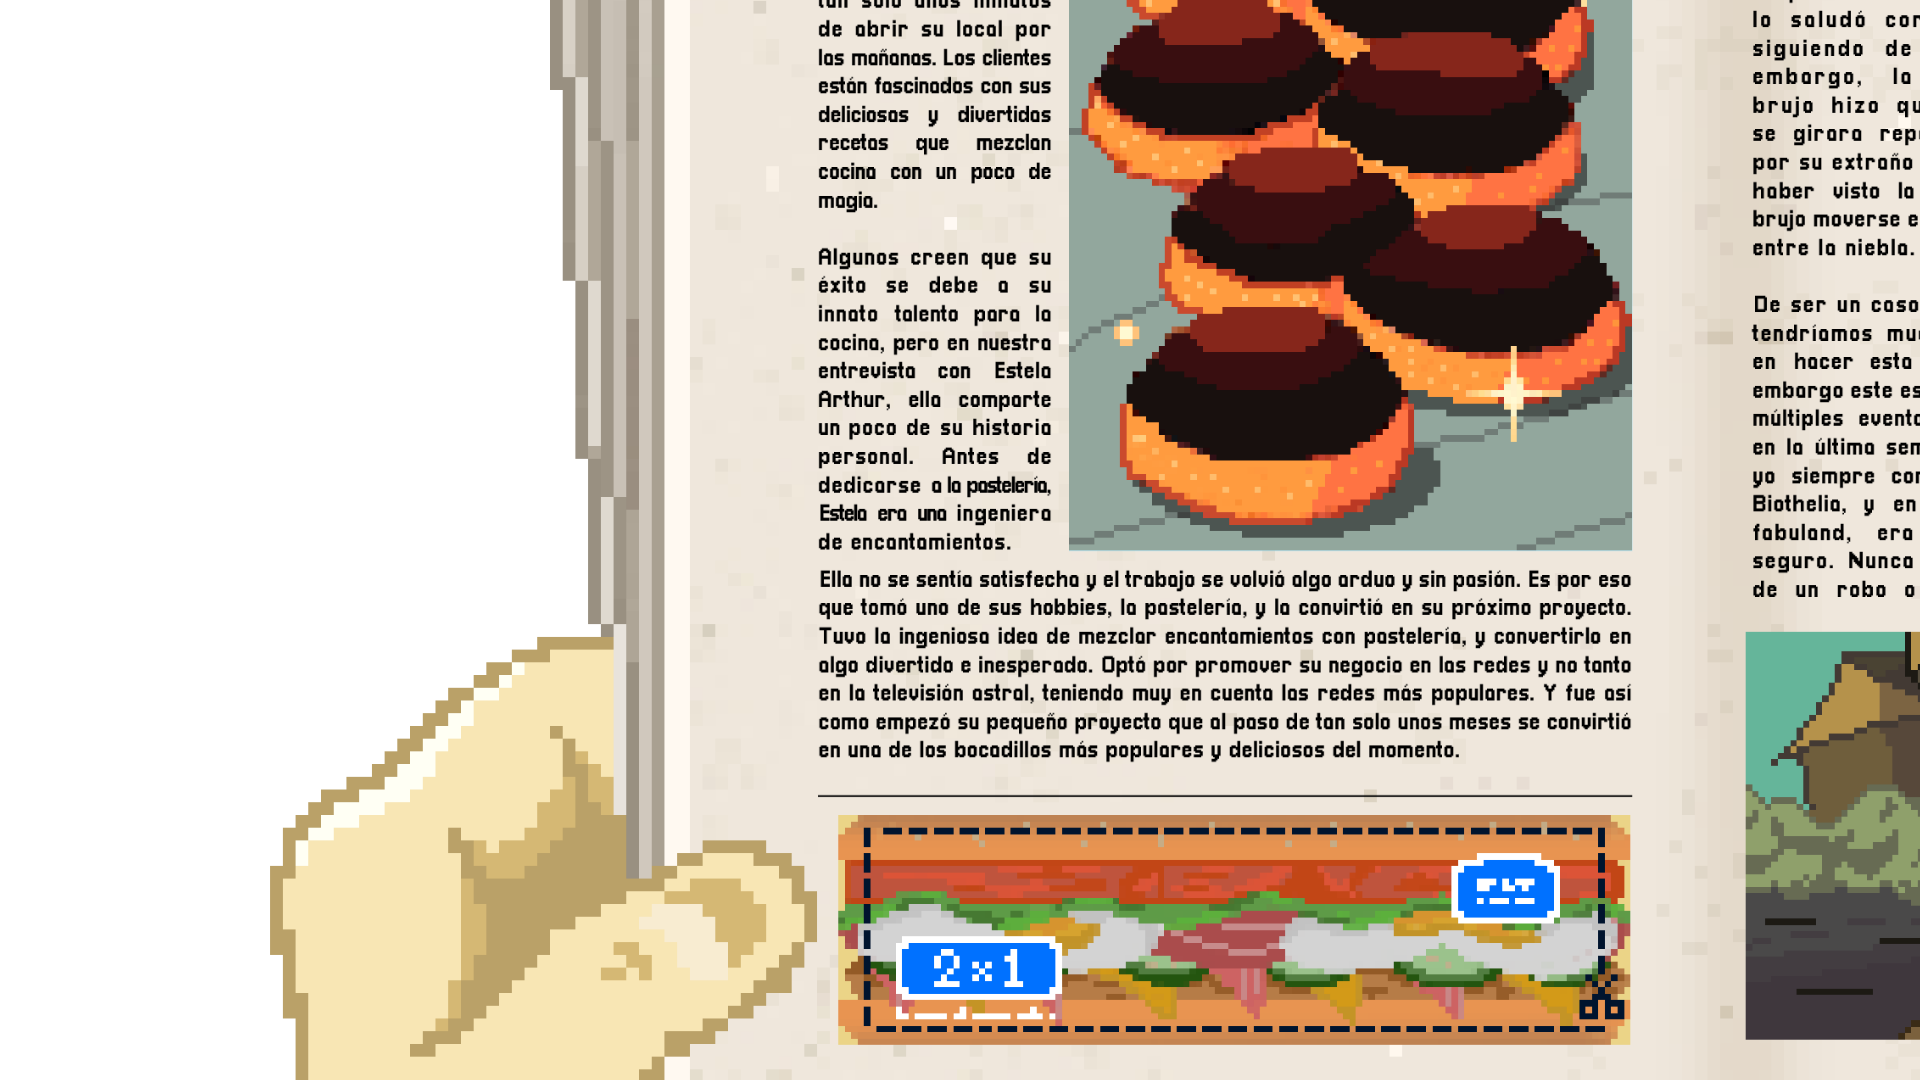 de abrir su local por
las mañanas. Los clientes
están fascinados con sus
deliciosas y divertidas
recetas que mezclan
cocina con un poco de
magia.
Algunos creen que su
éxito se debe a su
innato talento para la
cocina, pero en nuestra
entrevista con Estela
Arthur, ella comparte
un poco de su historia
personal. Antes de
dedicarse a la pastelería,
Estela era una ingeniera
de encantamientos.
Ella no se sentía satisfecha y el trabajo se volvió algo arduo y sin pasión. Es por eso
que tomó uno de sus hobbies, la pastelería, y la convirtió en su próximo proyecto.
Tuvo la ingeniosa idea de mezclar encantamientos con pastelería, y convertirlo en
algo divertido e inesperado. Optó por promover su negocio en las redes y no tanto
en la televisión astral, teniendo muy en cuenta las redes más populares. Y fue así
como empezó su pequeño proyecto que al paso de tan solo unos meses se convirtió
en una de los bocadillos más populares y deliciosos del momento.
2x1
lo saludó
siguiendo de
embargo, la
brujo hizo
se girara
por su extraño
haber visto la
brujo moverse
entre la niebla.
De ser un caso
tendríamos
en hacer esta
embargo este
múltiples
en la última
yo siempre
Biothelia, y en
fabuland, era
seguro. Nunca
de un robo o